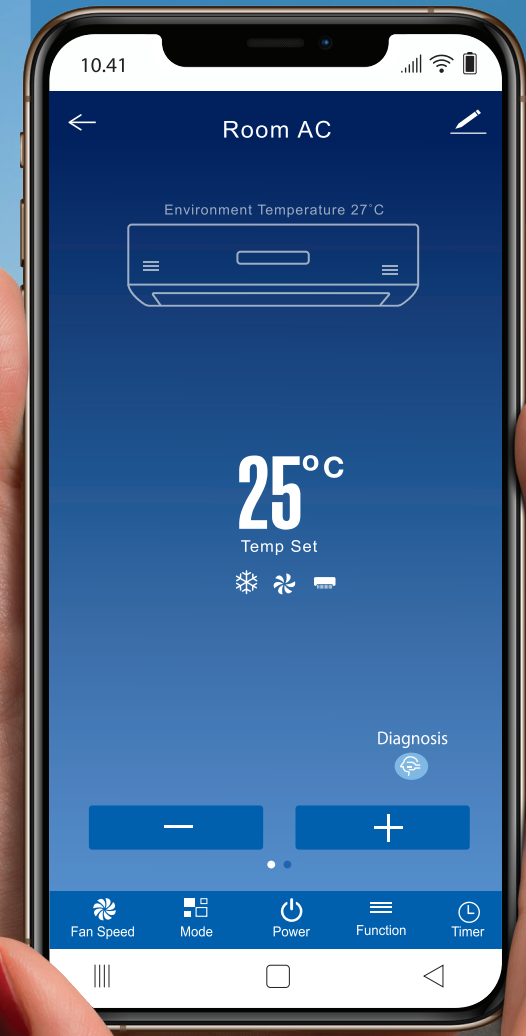 10.41
Room AC
Environment Temperature 27°C
25°C
Temp Set
Diagnosis
Fan Speed
Mode
Power
Function
Timer